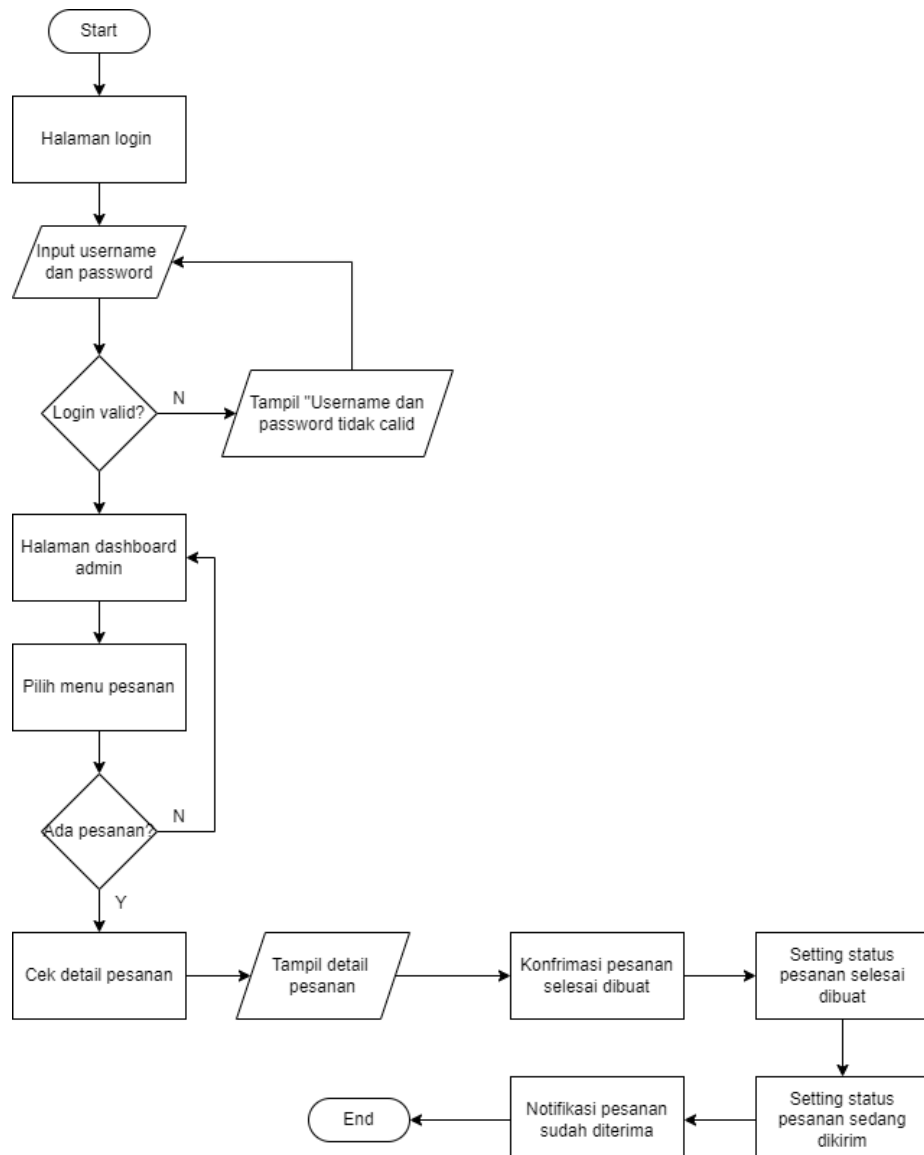 Start
Halaman login
Input username
dan password
Login valid?
N
Tampil "Username dan
password tidak calid
Halaman dashboard
admin
Pilih menu pesanan
Ada pesanan?
N
Y
Cek detail pesanan
Tampil detail
pesanan
Konfrimasi pesanan
selesai dibuat
Setting status
pesanan selesai
dibuat
Setting status
pesanan sedang
dikirim
Notifikasi pesanan
sudah diterima
End